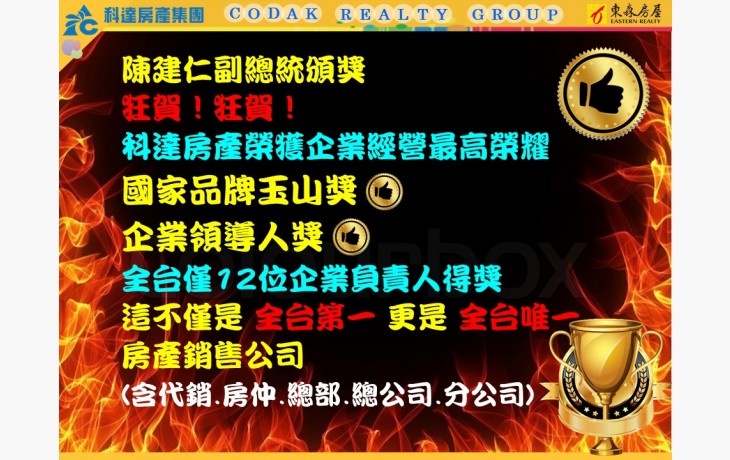 科達房產集團 CODAK REALTY GROUP 東森房屋
EASTERN REALTY
陳建仁副總統頒獎
狂賀！狂賀！
科達房產榮獲企業經營最高榮耀
國家品牌玉山獎
企業領導人獎
全台僅12位企業負責人得獎
這不僅是 全台第一 更是 全台唯一
房產銷售公司
(含代銷.房仲.總部.總公司.分公司)